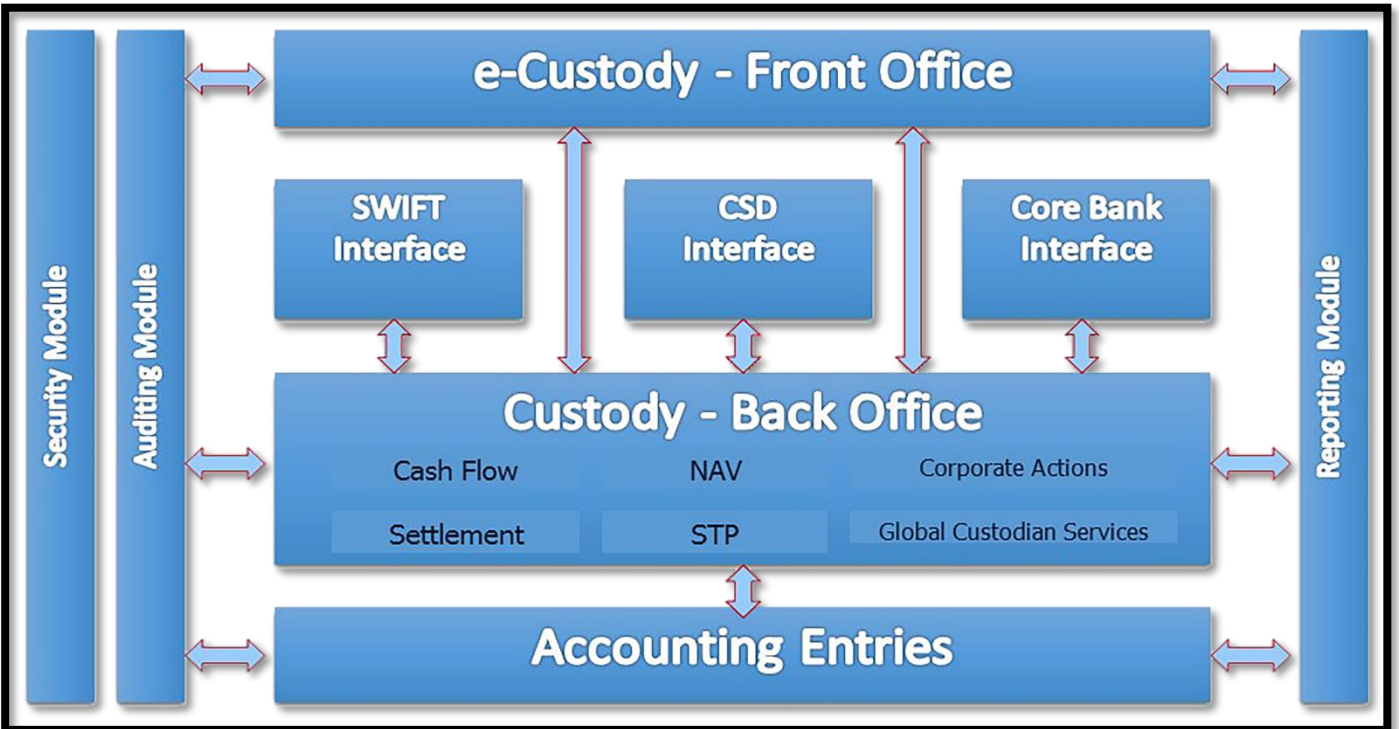 Security Module
Auditing Module
e-Custody - Front Office
SWIFT
Interface
CSD
Interface
Core Bank
Interface
Custody - Back Office
Cash Flow
NAV
Corporate Actions
Settlement
STP
Global Custodian Services
Accounting Entries
Reporting Module